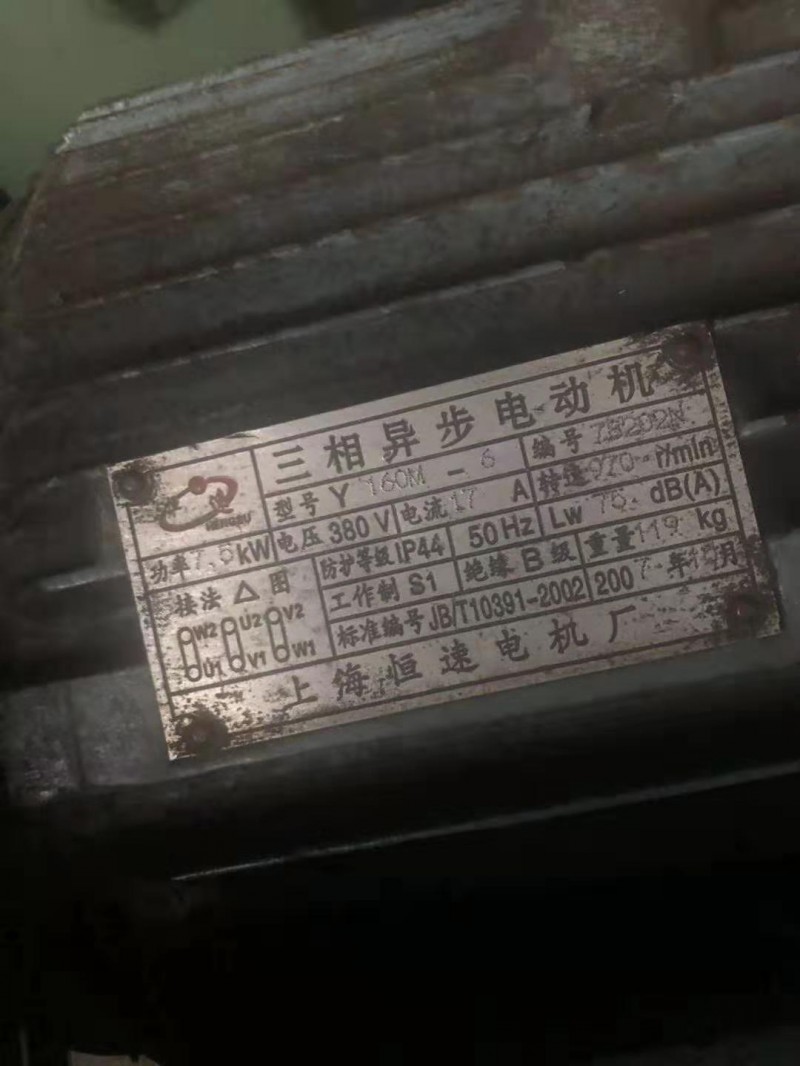 三相异步电动机
型号 Y 160M - 6 编号 7B202N
功率 7.5 kW 电压 380 V 电流 17 A 转速 970 r/min
接法 △ 图 防护等级 IP44 50 Hz Lw 75 dB(A)
工作制 S1 绝缘 B 级 重量 119 kg
W2 U2 V2
U1 V1 W1
标准编号 JB/T10391-2002 2007 年 月
上海恒速电机厂